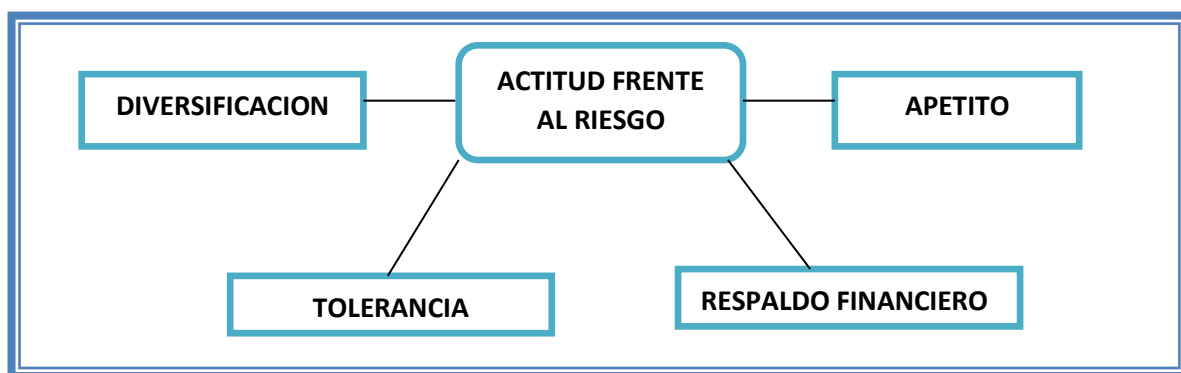 DIVERSIFICACION
ACTITUD FRENTE
AL RIESGO
APETITO
TOLERANCIA
RESPALDO FINANCIERO